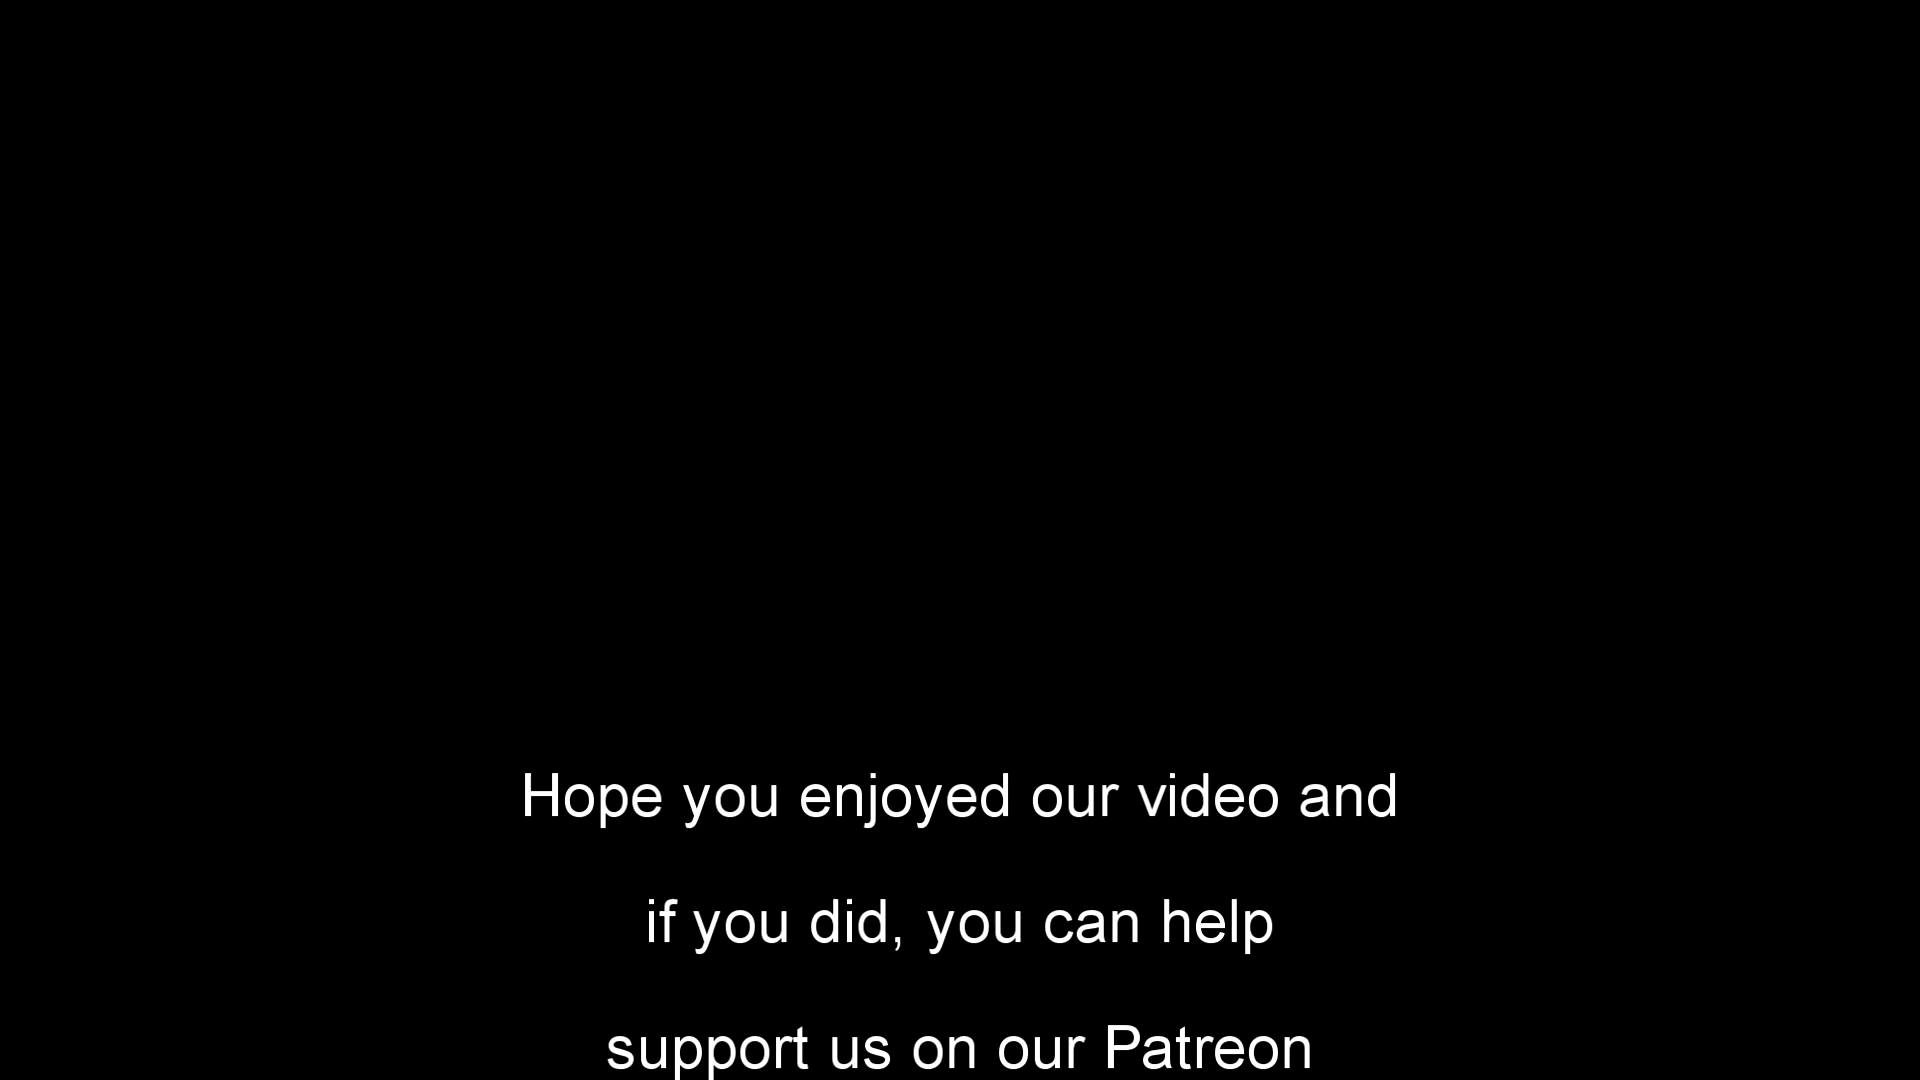 Hope you enjoyed our video and
if you did, you can help
support us on our Patreon